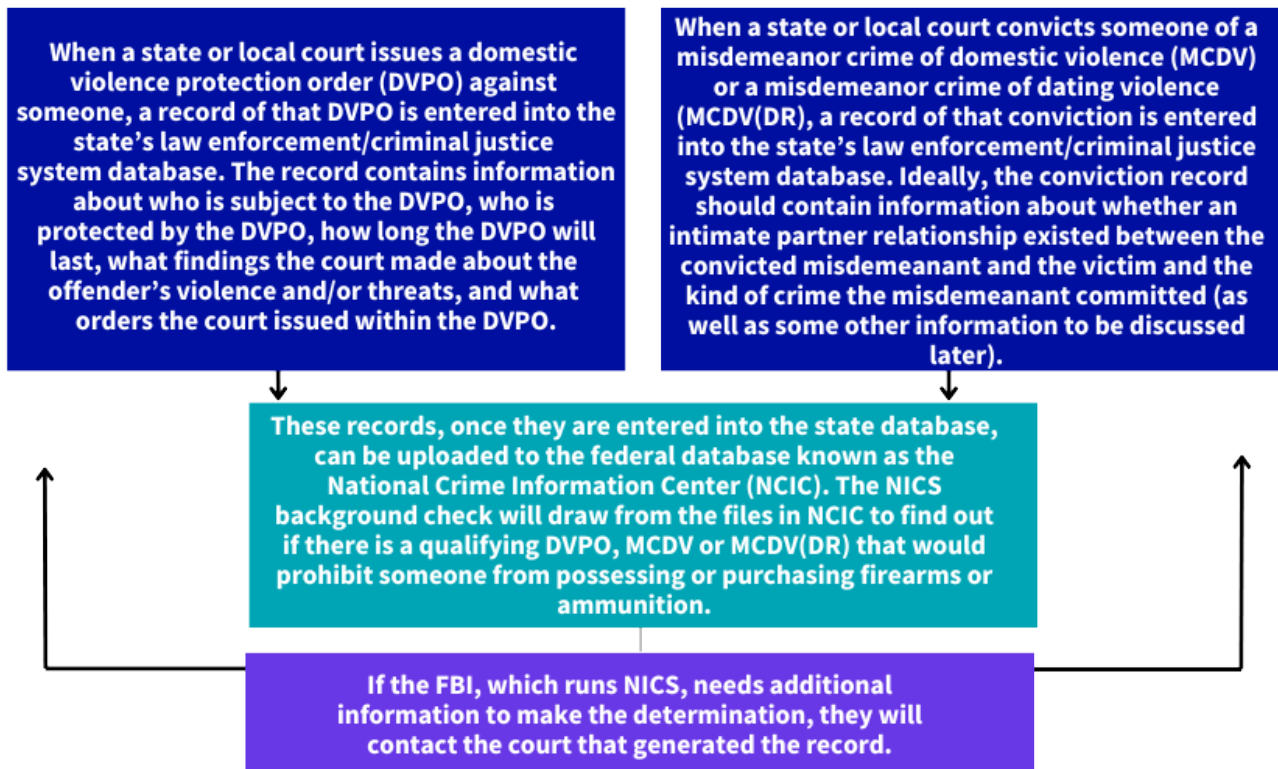 When a state or local court issues a domestic
violence protection order (DVPO) against
someone, a record of that DVPO is entered into the
state's law enforcement/criminal justice
system database. The record contains information
about who is subject to the DVPO, who is
protected by the DVPO, how long the DVPO will
last, what findings the court made about the
offender's violence and/or threats, and what
orders the court issued within the DVPO.
When a state or local court convicts someone of a
misdemeanor crime of domestic violence (MCDV)
or a misdemeanor crime of dating violence
(MCDV(DR), a record of that conviction is entered
into the state's law enforcement/criminal justice
system database. Ideally, the conviction record
should contain information about whether an
intimate partner relationship existed between the
convicted misdemeanant and the victim and the
kind of crime the misdemeanant committed (as
well as some other information to be discussed
later).
These records, once they are entered into the state database,
can be uploaded to the federal database known as the
National Crime Information Center (NCIC). The NICS
background check will draw from the files in NCIC to find out
if there is a qualifying DVPO, MCDV or MCDV(DR) that would
prohibit someone from possessing or purchasing firearms or
ammunition.
If the FBI, which runs NICS, needs additional
information to make the determination, they will
contact the court that generated the record.